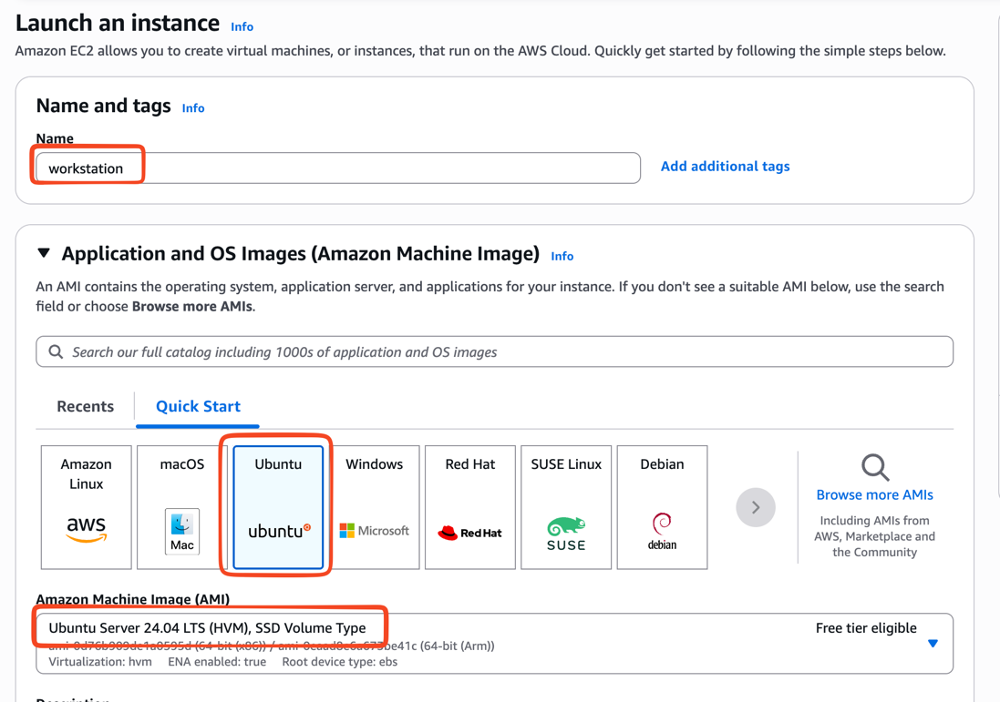 Launch an instance Info
Amazon EC2 allows you to create virtual machines, or instances, that run on the AWS Cloud. Quickly get started by following the simple steps below.
Name and tags Info
Name
workstation
Add additional tags
Application and OS Images (Amazon Machine Image) Info
An AMI contains the operating system, application server, and applications for your instance. If you don't see a suitable AMI below, use the search
field or choose Browse more AMIs.
Search our full catalog including 1000s of application and OS images
Recents
Quick Start
Amazon
Linux
aws
macOS
Mac
Ubuntu
ubuntu
Windows
Microsoft
Red Hat
Red Hat
SUSE Linux
SUSE
Debian
debian
Browse more AMIs
Including AMIs from
AWS, Marketplace and
the Community
Amazon Machine Image (AMI)
Ubuntu Server 24.04 LTS (HVM), SSD Volume Type
Free tier eligible
(64-bit (x86)) / (64-bit (Arm))
Virtualization: hvm ENA enabled: true Root device type: ebs